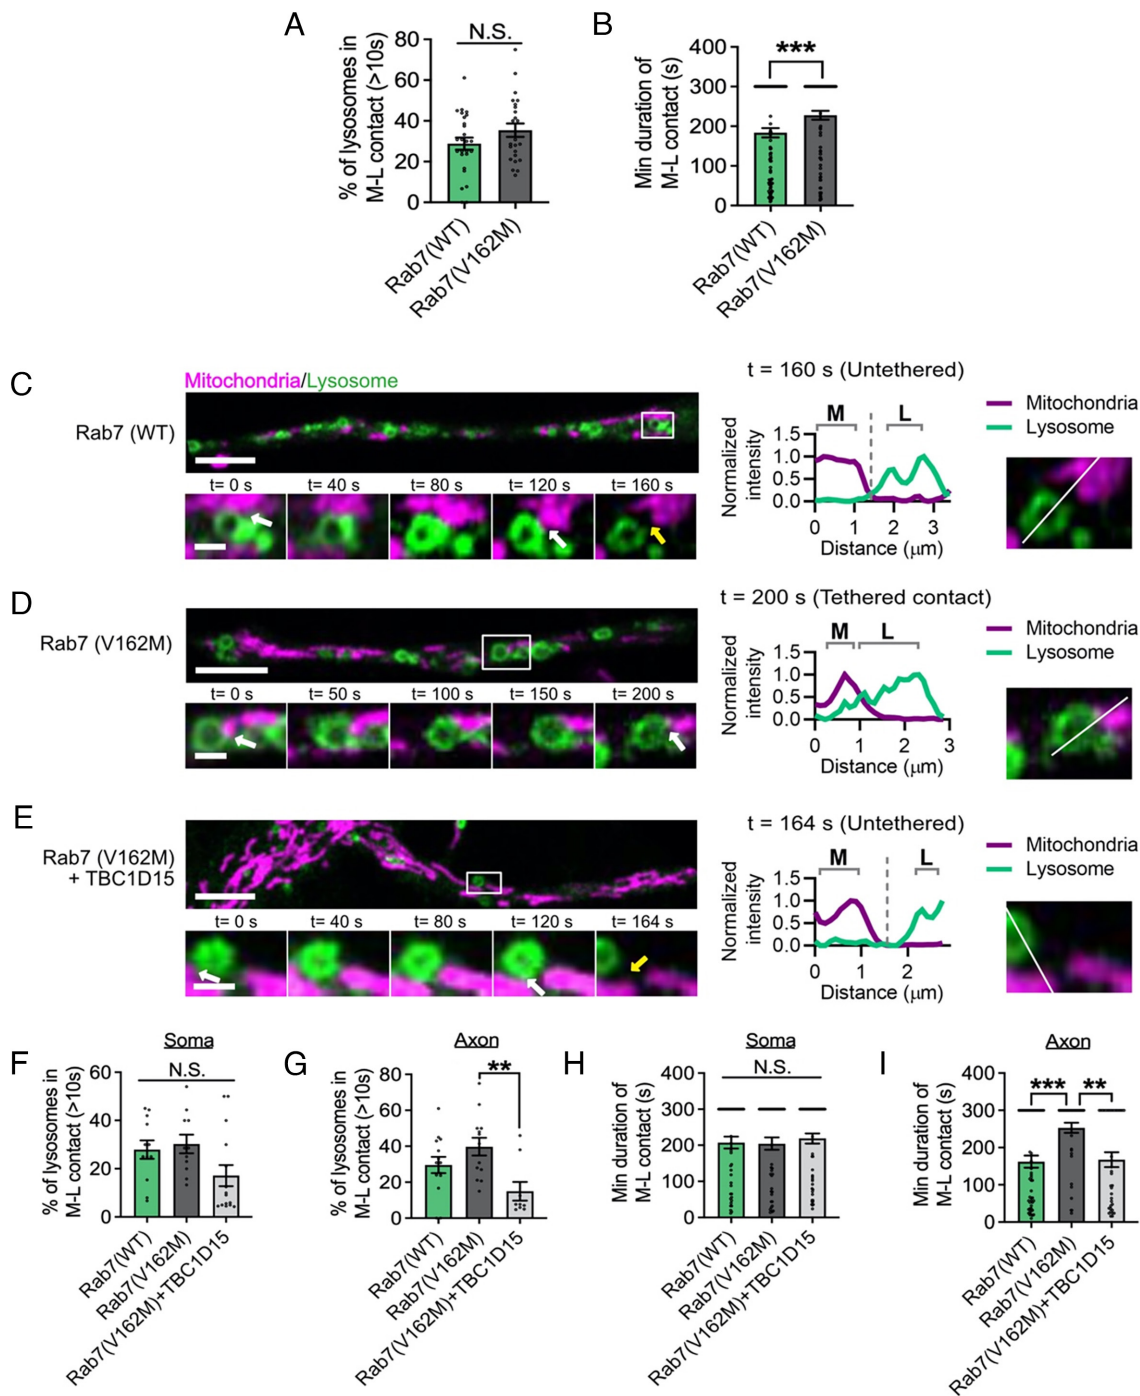 A
% of lysosomes in
M-L contact (>10s)
80
60
40
20
0
N.S.
Rab7(WT)
Rab7(V162M)
B
Min duration of
M-L contact (s)
400
300
200
100
0
***
Rab7(WT)
Rab7(V162M)
C
Mitochondria/Lysosome
Rab7 (WT)
t= 0 s
t= 40 s
t= 80 s
t= 120 s
t= 160 s
t = 160 s (Untethered)
M
L
Normalized
intensity
1.5
1.0
0.5
0.0
0
1
2
3
Distance (μm)
Mitochondria
Lysosome
D
Rab7 (V162M)
t= 0 s
t= 50 s
t= 100 s
t= 150 s
t= 200 s
t = 200 s (Tethered contact)
M
L
Normalized
intensity
1.5
1.0
0.5
0.0
0
1
2
3
Distance (μm)
Mitochondria
Lysosome
E
Rab7 (V162M)
+ TBC1D15
t= 0 s
t= 40 s
t= 80 s
t= 120 s
t= 164 s
t = 164 s (Untethered)
M
L
Normalized
intensity
1.5
1.0
0.5
0.0
0
1
2
Distance (μm)
Mitochondria
Lysosome
F
Soma
% of lysosomes in
M-L contact (>10s)
60
40
20
0
N.S.
Rab7(WT)
Rab7(V162M)
Rab7(V162M)+TBC1D15
G
Axon
% of lysosomes in
M-L contact (>10s)
80
60
40
20
0
**
Rab7(WT)
Rab7(V162M)
Rab7(V162M)+TBC1D15
H
Soma
Min duration of
M-L contact (s)
400
300
200
100
0
N.S.
Rab7(WT)
Rab7(V162M)
Rab7(V162M)+TBC1D15
I
Axon
Min duration of
M-L contact (s)
400
300
200
100
0
***
**
Rab7(WT)
Rab7(V162M)
Rab7(V162M)+TBC1D15